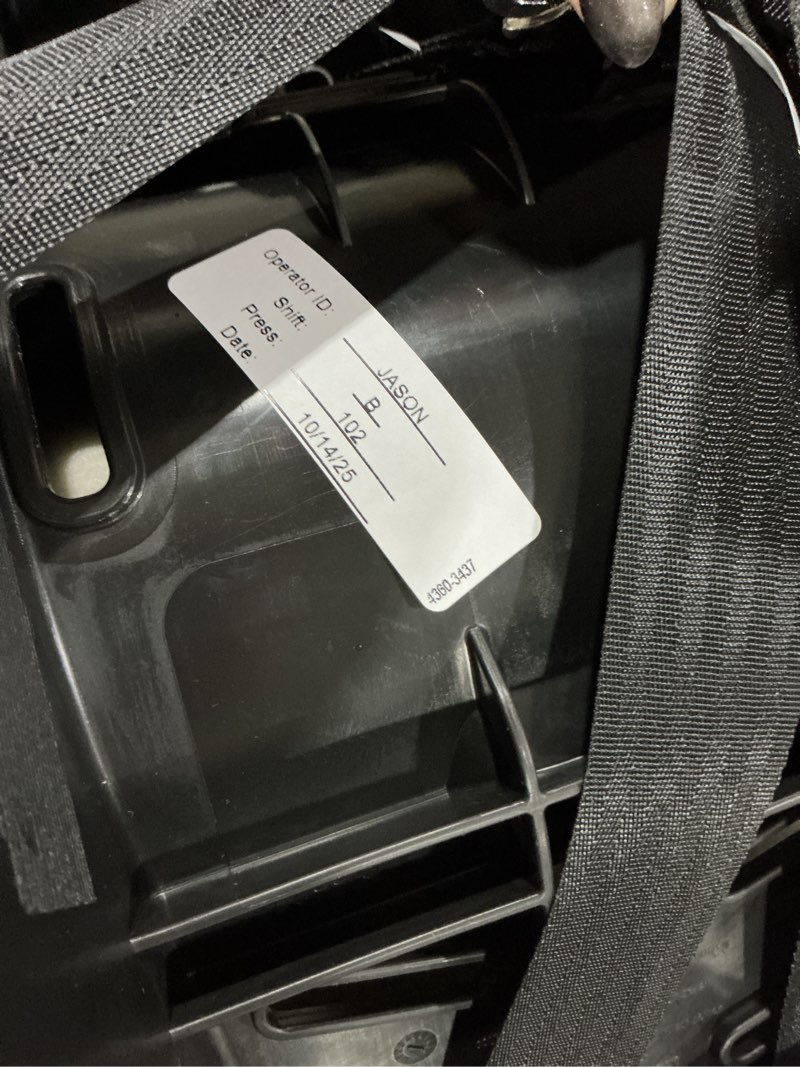 Operator ID: JASON
Shift: B
Press: 102
Date: 10/14/25
4360-3437